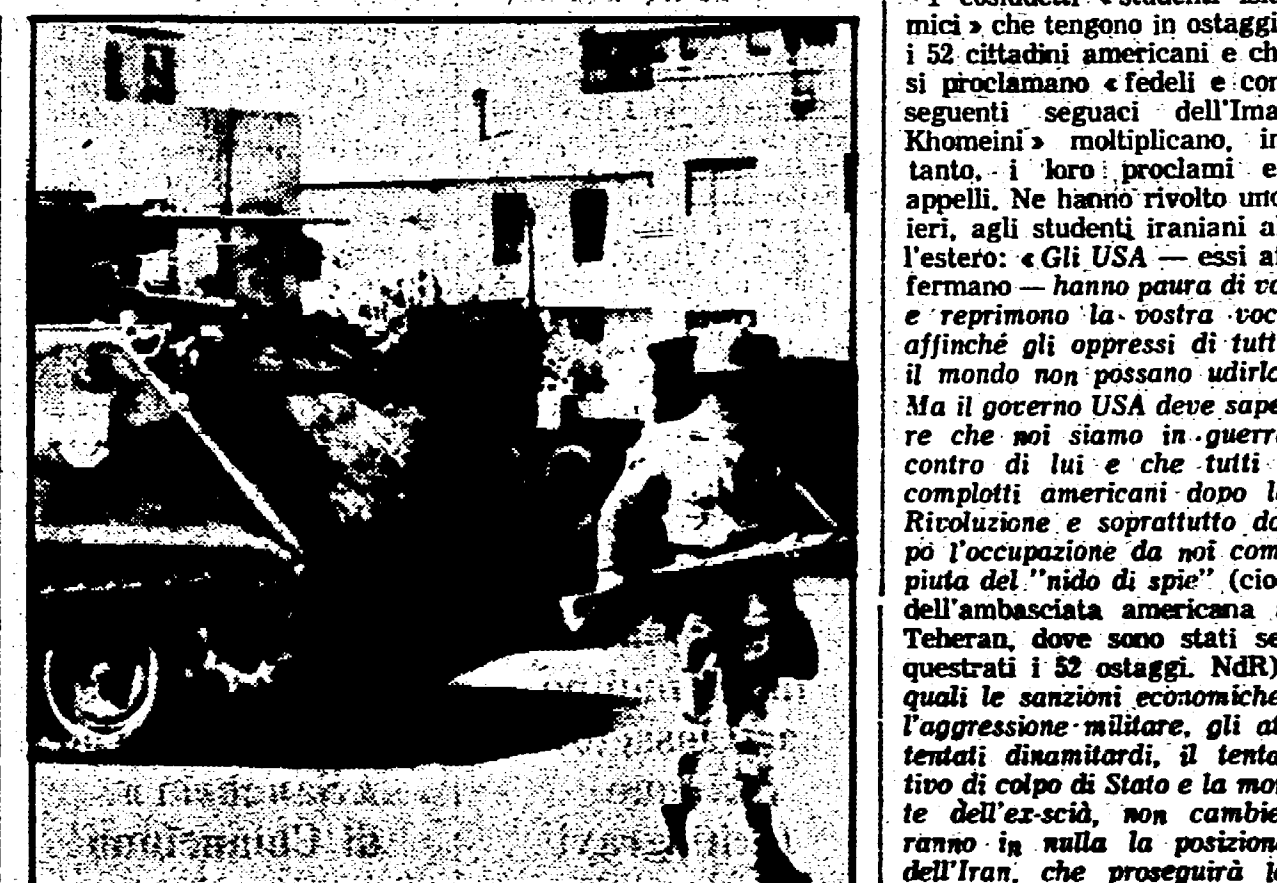 mici » che tengono in ostaggi
i 52 cittadini americani e ch
si proclamano « fedeli e con
seguenti seguaci dell'Ima
Khomeini » moltiplicano, in
tanto, i loro proclami e
appelli. Ne hanno rivolto uno
ieri, agli studenti iraniani al
l'estero: « Gli USA — essi af
fermano — hanno paura di vo
e reprimono la vostra voc
affinché gli oppressi di tutt
il mondo non possano udirla
Ma il governo USA deve sape
re che noi siamo in guerra
contro di lui e che tutti
complotti americani dopo la
Rivoluzione e soprattutto do
po l'occupazione da noi com
piuta del "nido di spie" (cio
dell'ambasciata americana
Teheran, dove sono stati se
questrati i 52 ostaggi. NdR)
quali le sanzioni economiche
l'aggressione militare, gli at
tentati dinamitardi, il tenta
tivo di colpo di Stato e la mor
te dell'ex-scià, non cambie
ranno in nulla la posizione
dell'Iran, che proseguirà l